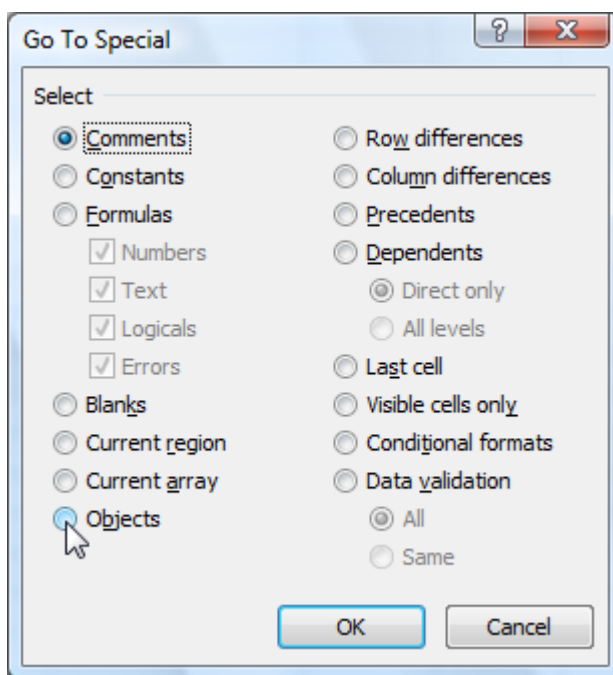 Go To Special
?
Select
Comments
Constants
Formulas
Numbers
Text
Logicals
Errors
Blanks
Current region
Current array
Objects
Row differences
Column differences
Precedents
Dependents
Direct only
All levels
Last cell
Visible cells only
Conditional formats
Data validation
All
Same
OK
Cancel